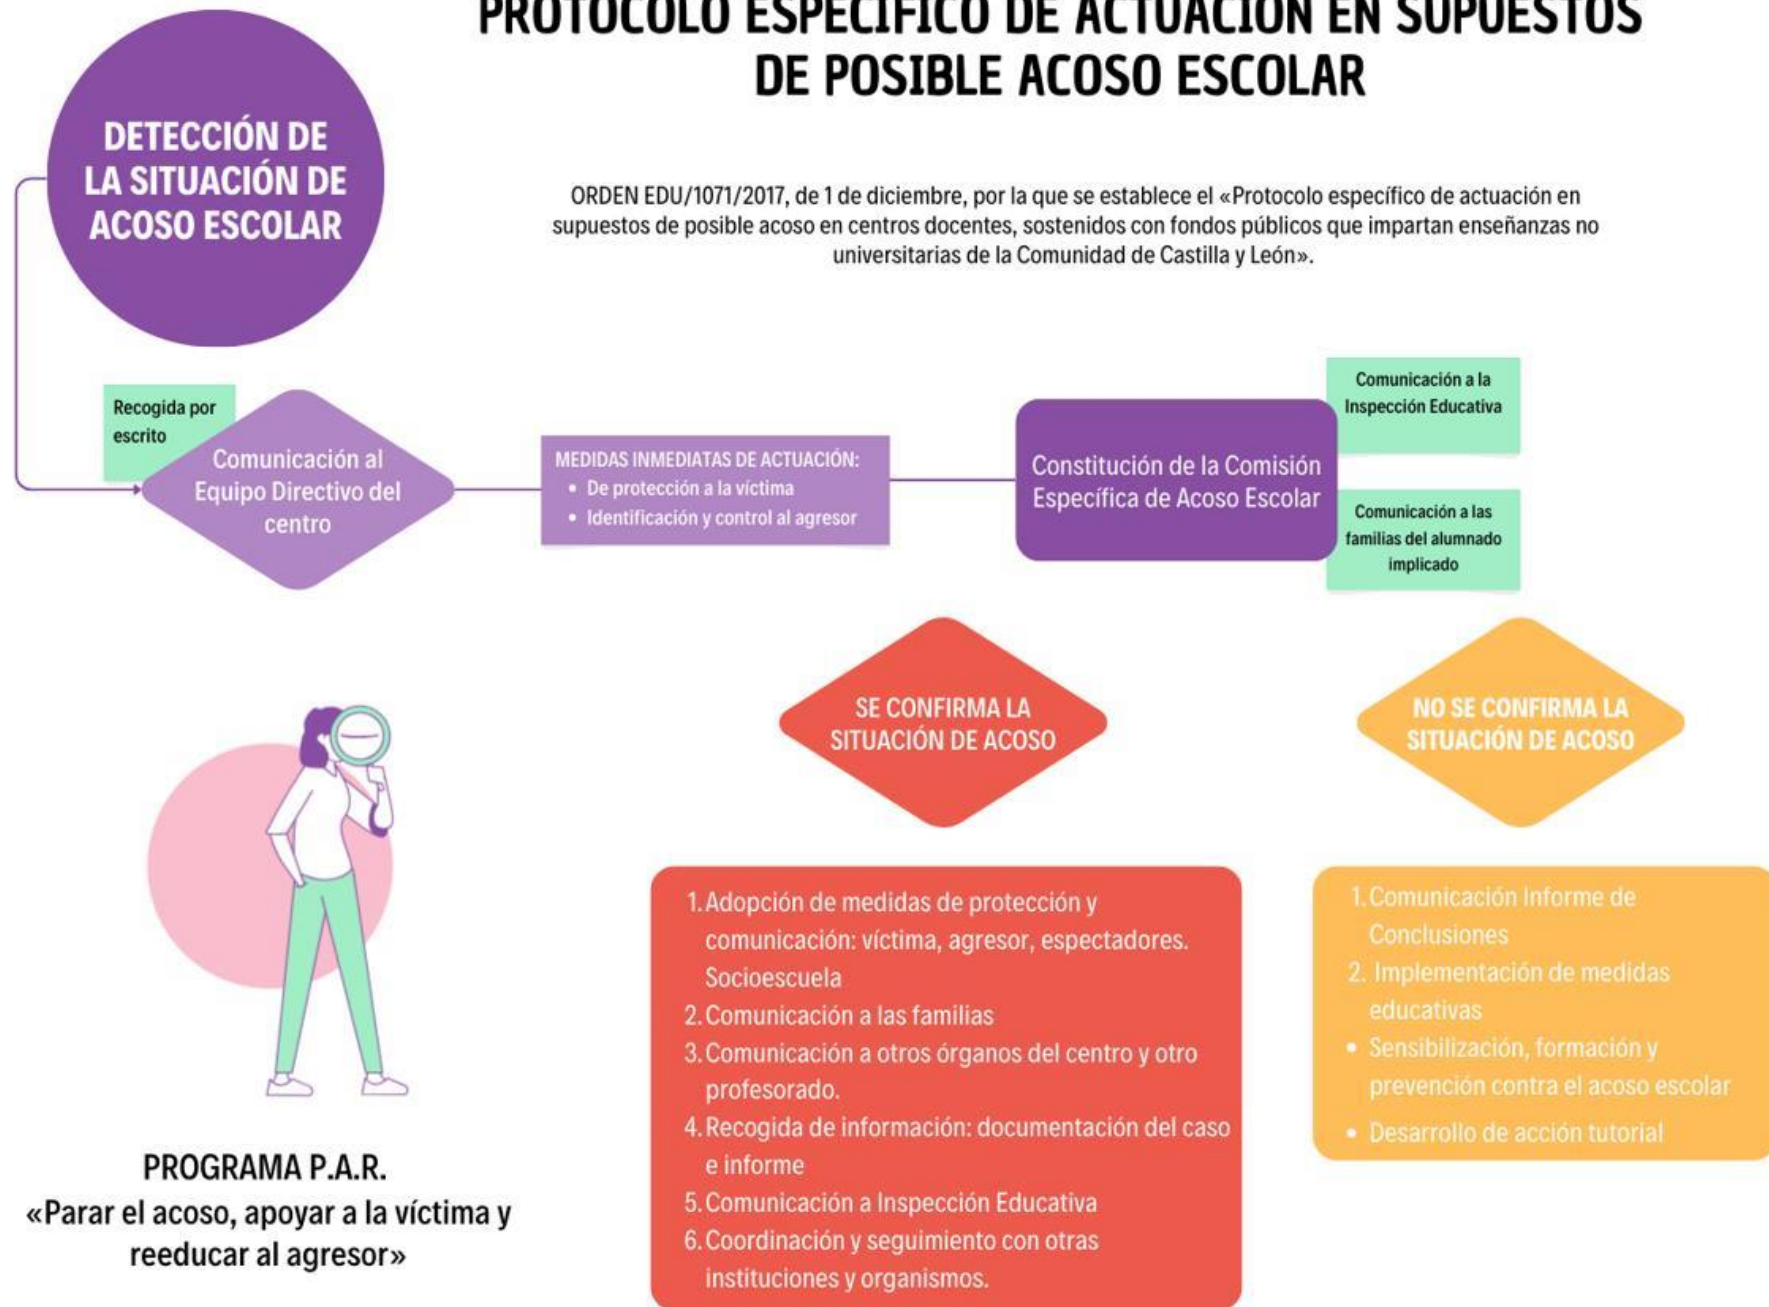 PROTOCOLO ESPECÍFICO DE ACTUACIÓN EN SUPUESTOS
DE POSIBLE ACOSO ESCOLAR
DETECCIÓN DE
LA SITUACIÓN DE
ACOSO ESCOLAR
ORDEN EDU/1071/2017, de 1 de diciembre, por la que se establece el «Protocolo específico de actuación en
supuestos de posible acoso en centros docentes, sostenidos con fondos públicos que impartan enseñanzas no
universitarias de la Comunidad de Castilla y León».
Recogida por
escrito
Comunicación al
Equipo Directivo del
centro
MEDIDAS INMEDIATAS DE ACTUACIÓN:
• De protección a la víctima
• Identificación y control al agresor
Constitución de la Comisión
Específica de Acoso Escolar
Comunicación a la
Inspección Educativa
Comunicación a las
familias del alumnado
implicado
SE CONFIRMA LA
SITUACIÓN DE ACOSO
NO SE CONFIRMA LA
SITUACIÓN DE ACOSO
1. Adopción de medidas de protección y
comunicación: víctima, agresor, espectadores.
Socioescuela
2. Comunicación a las familias
3. Comunicación a otros órganos del centro y otro
profesorado.
4. Recogida de información: documentación del caso
e informe
5. Comunicación a Inspección Educativa
6. Coordinación y seguimiento con otras
instituciones y organismos.
1. Comunicación Informe de
Conclusiones
2. Implementación de medidas
educativas
• Sensibilización, formación y
prevención contra el acoso escolar
• Desarrollo de acción tutorial
PROGRAMA P.A.R.
«Parar el acoso, apoyar a la víctima y
reeducar al agresor»